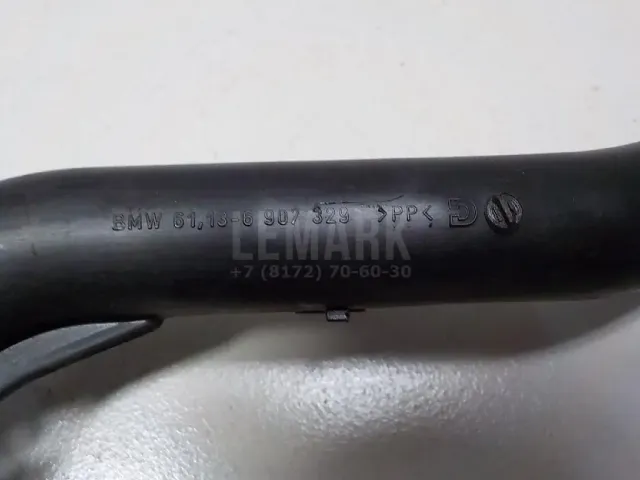 BMW 61.13-6 907 329 >PP< D
LEMARK
+7 (8172) 70-60-30